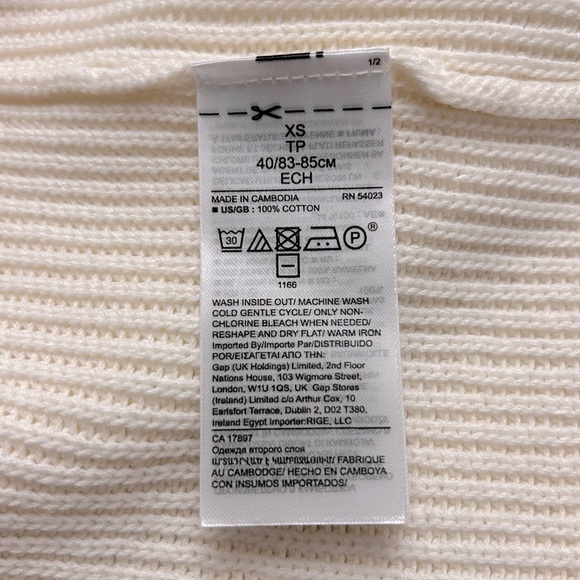 1/2
XS
TP
40/83-85CM
ECH
MADE IN CAMBODIA RN 54023
■ US/GB : 100% COTTON
30 P ®
1166
WASH INSIDE OUT/ MACHINE WASH
COLD GENTLE CYCLE/ ONLY NON-
CHLORINE BLEACH WHEN NEEDED/
RESHAPE AND DRY FLAT/ WARM IRON
Imported By/Importe Par/DISTRIBUIDO
POR/ΕΙΣΑΓΕΤΑΙ ΑΠΟ ΤΗΝ:
Gap (UK Holdings) Limited, 2nd Floor
Nations House, 103 Wigmore Street,
London, W1U 1QS, UK Gap Stores
(Ireland) Limited c/o Arthur Cox, 10
Earlsfort Terrace, Dublin 2, D02 T380,
Ireland Egypt Importer:RIGE, LLC
CA 17897
Одежда второго слоя
FABRIQUE
AU CAMBODGE/ HECHO EN CAMBOYA
CON INSUMOS IMPORTADOS/